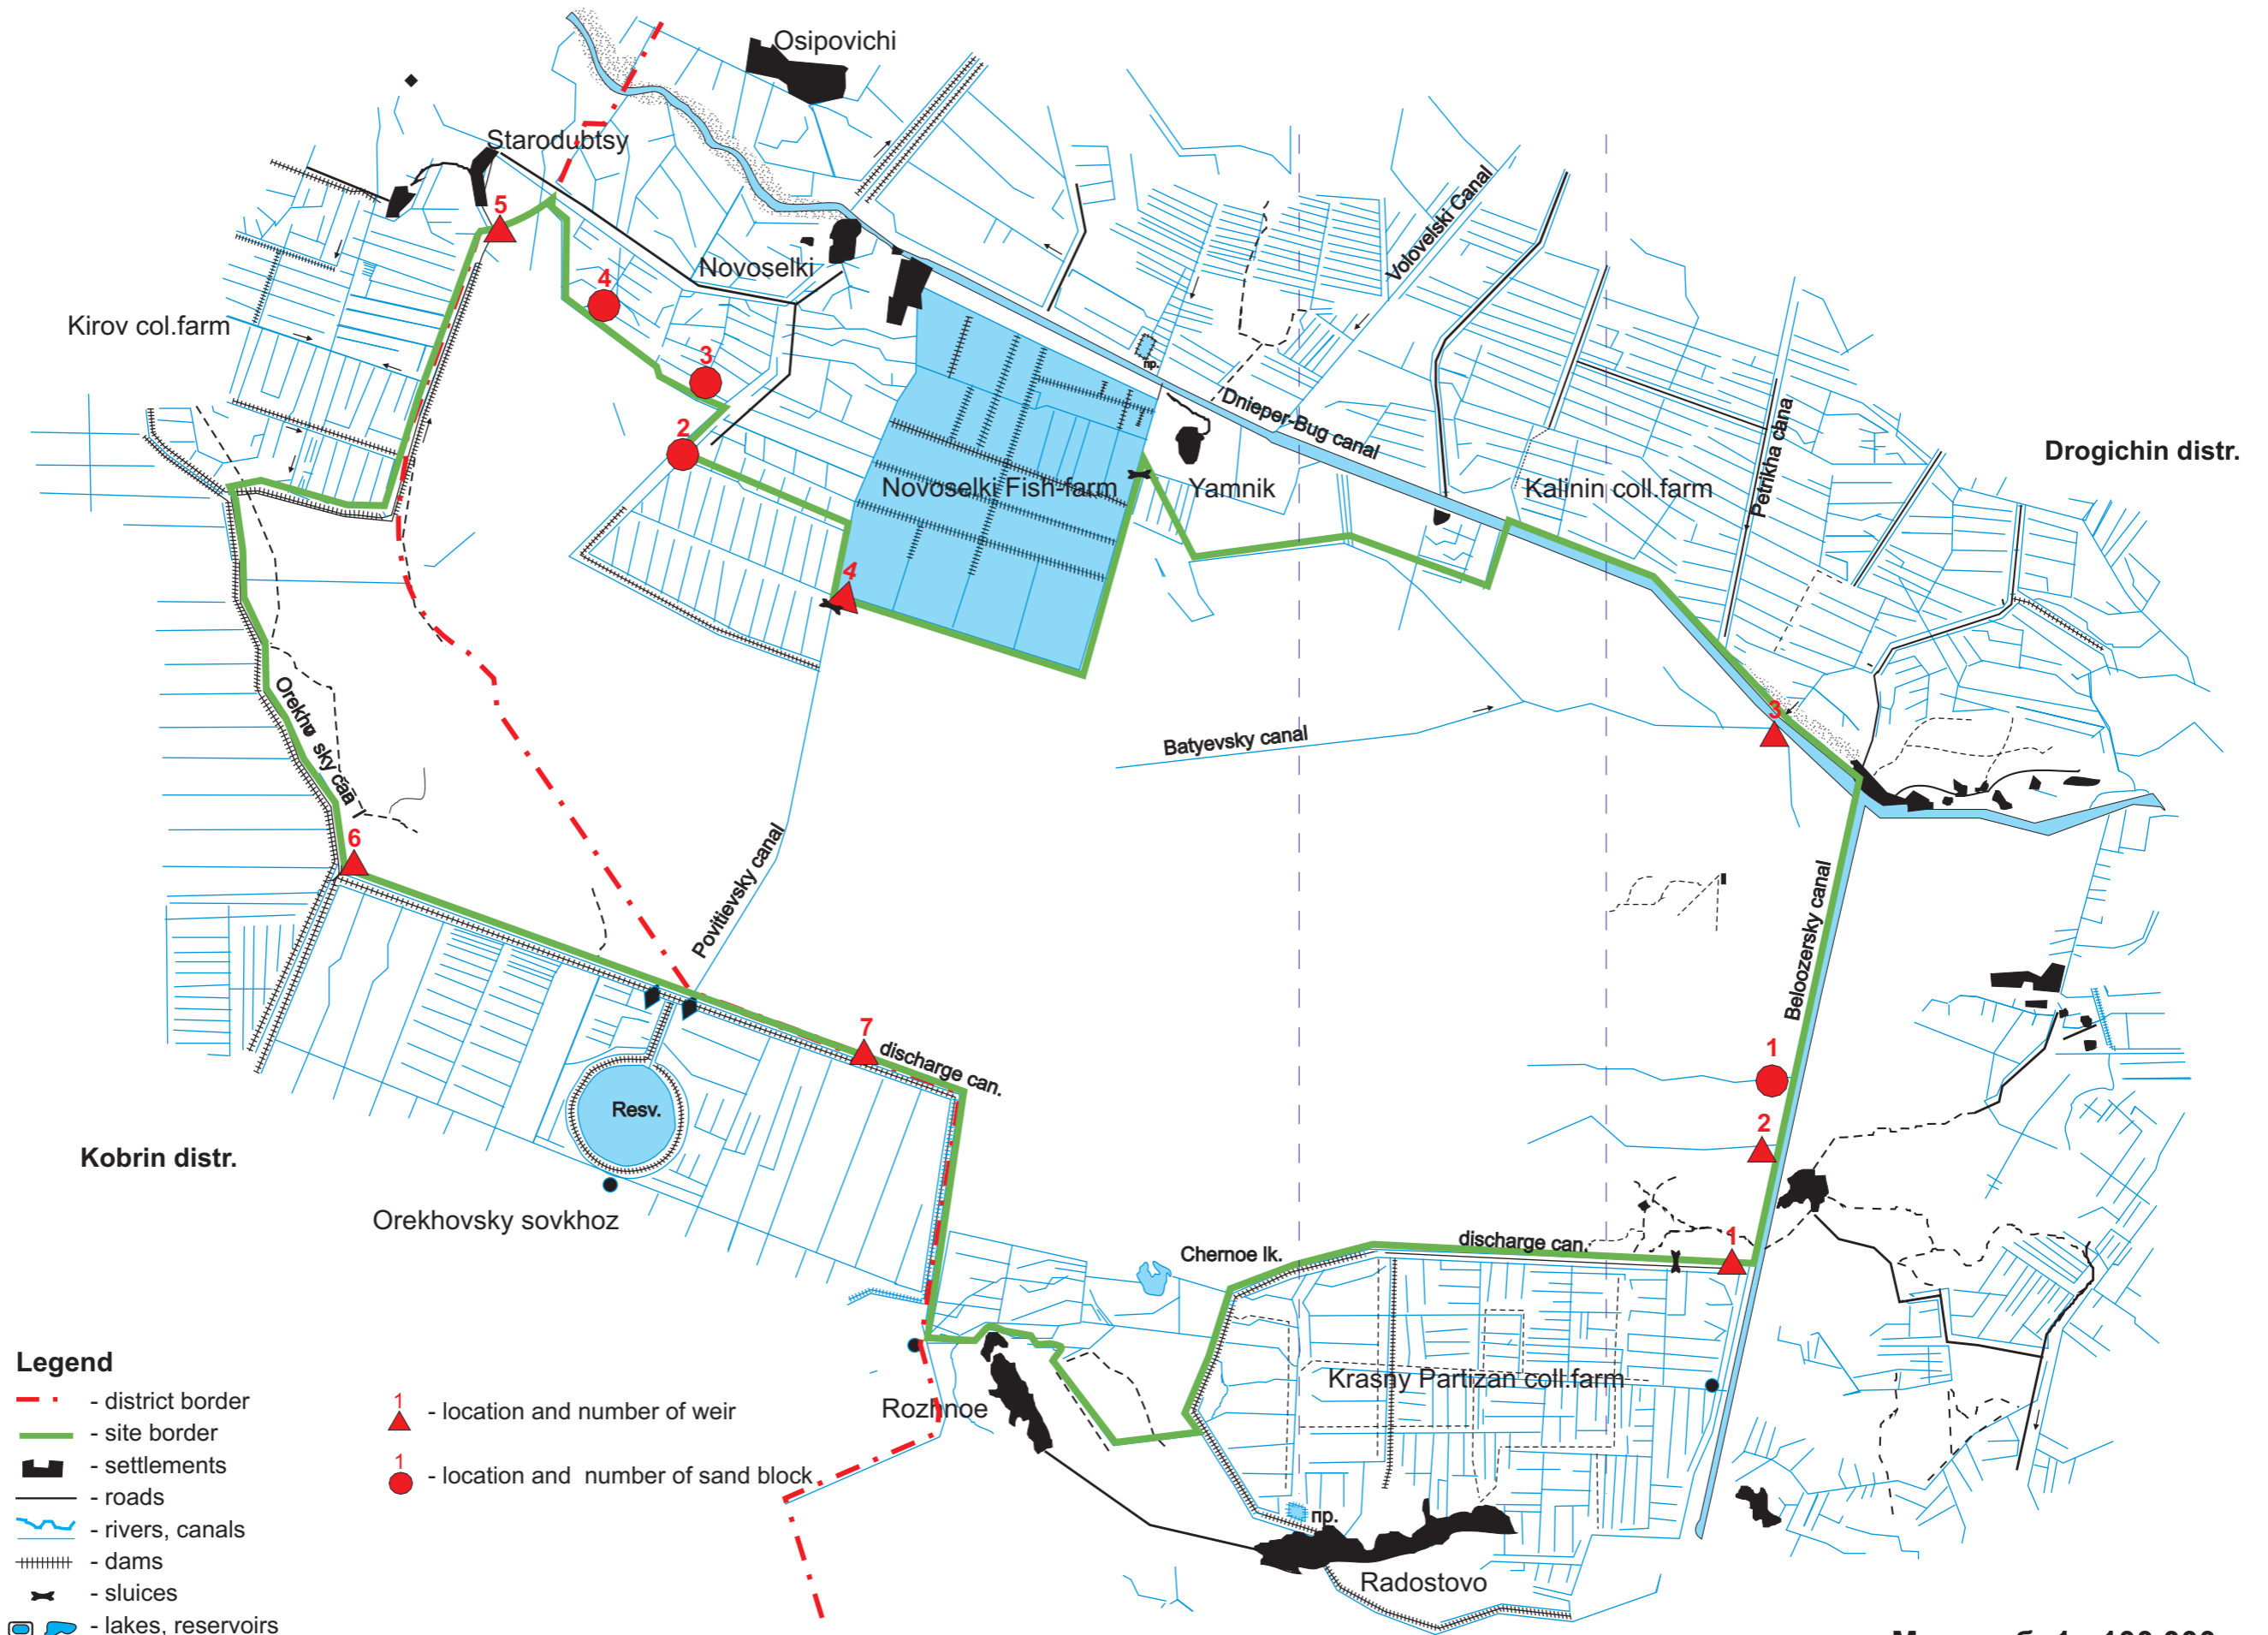 Osipovichi
Starodubtsy
5
4
Novoselki
Kirov col.farm
3
2
Volovelski Canal
пр.
Dnieper-Bug canal
Petrikha cana
Drogichin distr.
Novoselki Fish-farm
Yamnik
Kalinin coll.farm
4
3
Batyevsky canal
sky can
6
Povitievsky canal
Beloozersky canal
7
discharge can.
1
2
Resv.
Kobrin distr.
Orekhovsky sovkhoz
Chernoe lk.
discharge can.
1
Krasny Partizan coll.farm
Rozhnoe
пр.
Radostovo
Legend
- district border
- site border
- settlements
- roads
- rivers, canals
- dams
- sluices
- lakes, reservoirs
1
- location and number of weir
1
- location and number of sand block